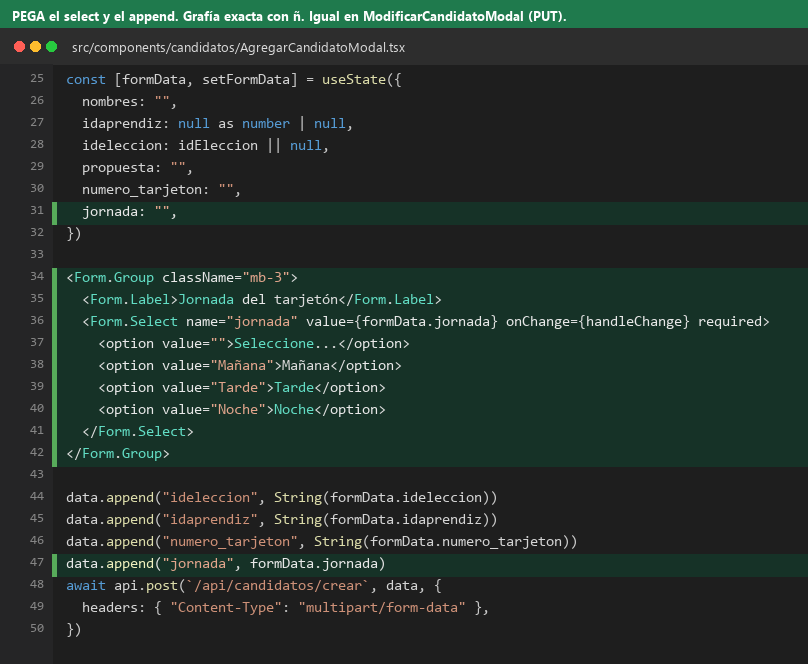 PEGA el select y el append. Grafía exacta con ñ. Igual en ModificarCandidatoModal (PUT).
src/components/candidatos/AgregarCandidatoModal.tsx
25 const [formData, setFormData] = useState({
26   nombres: "",
27   idaprendiz: null as number | null,
28   ideleccion: idEleccion || null,
29   propuesta: "",
30   numero_tarjeton: "",
31   jornada: "",
32 })
33
34 <Form.Group className="mb-3">
35   <Form.Label>Jornada del tarjetón</Form.Label>
36   <Form.Select name="jornada" value={formData.jornada} onChange={handleChange} required>
37     <option value="">Seleccione...</option>
38     <option value="Mañana">Mañana</option>
39     <option value="Tarde">Tarde</option>
40     <option value="Noche">Noche</option>
41   </Form.Select>
42 </Form.Group>
43
44 data.append("ideleccion", String(formData.ideleccion))
45 data.append("idaprendiz", String(formData.idaprendiz))
46 data.append("numero_tarjeton", String(formData.numero_tarjeton))
47 data.append("jornada", formData.jornada)
48 await api.post(`/api/candidatos/crear`, data, {
49   headers: { "Content-Type": "multipart/form-data" },
50 })